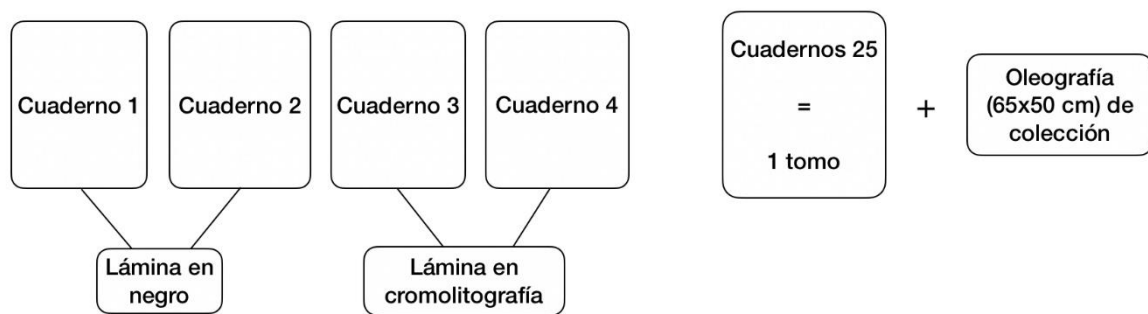 Cuaderno 1
Cuaderno 2
Cuaderno 3
Cuaderno 4
Lámina en
negro
Lámina en
cromolitografía
Cuadernos 25
=
1 tomo
+
Oleografía
(65x50 cm) de
colección